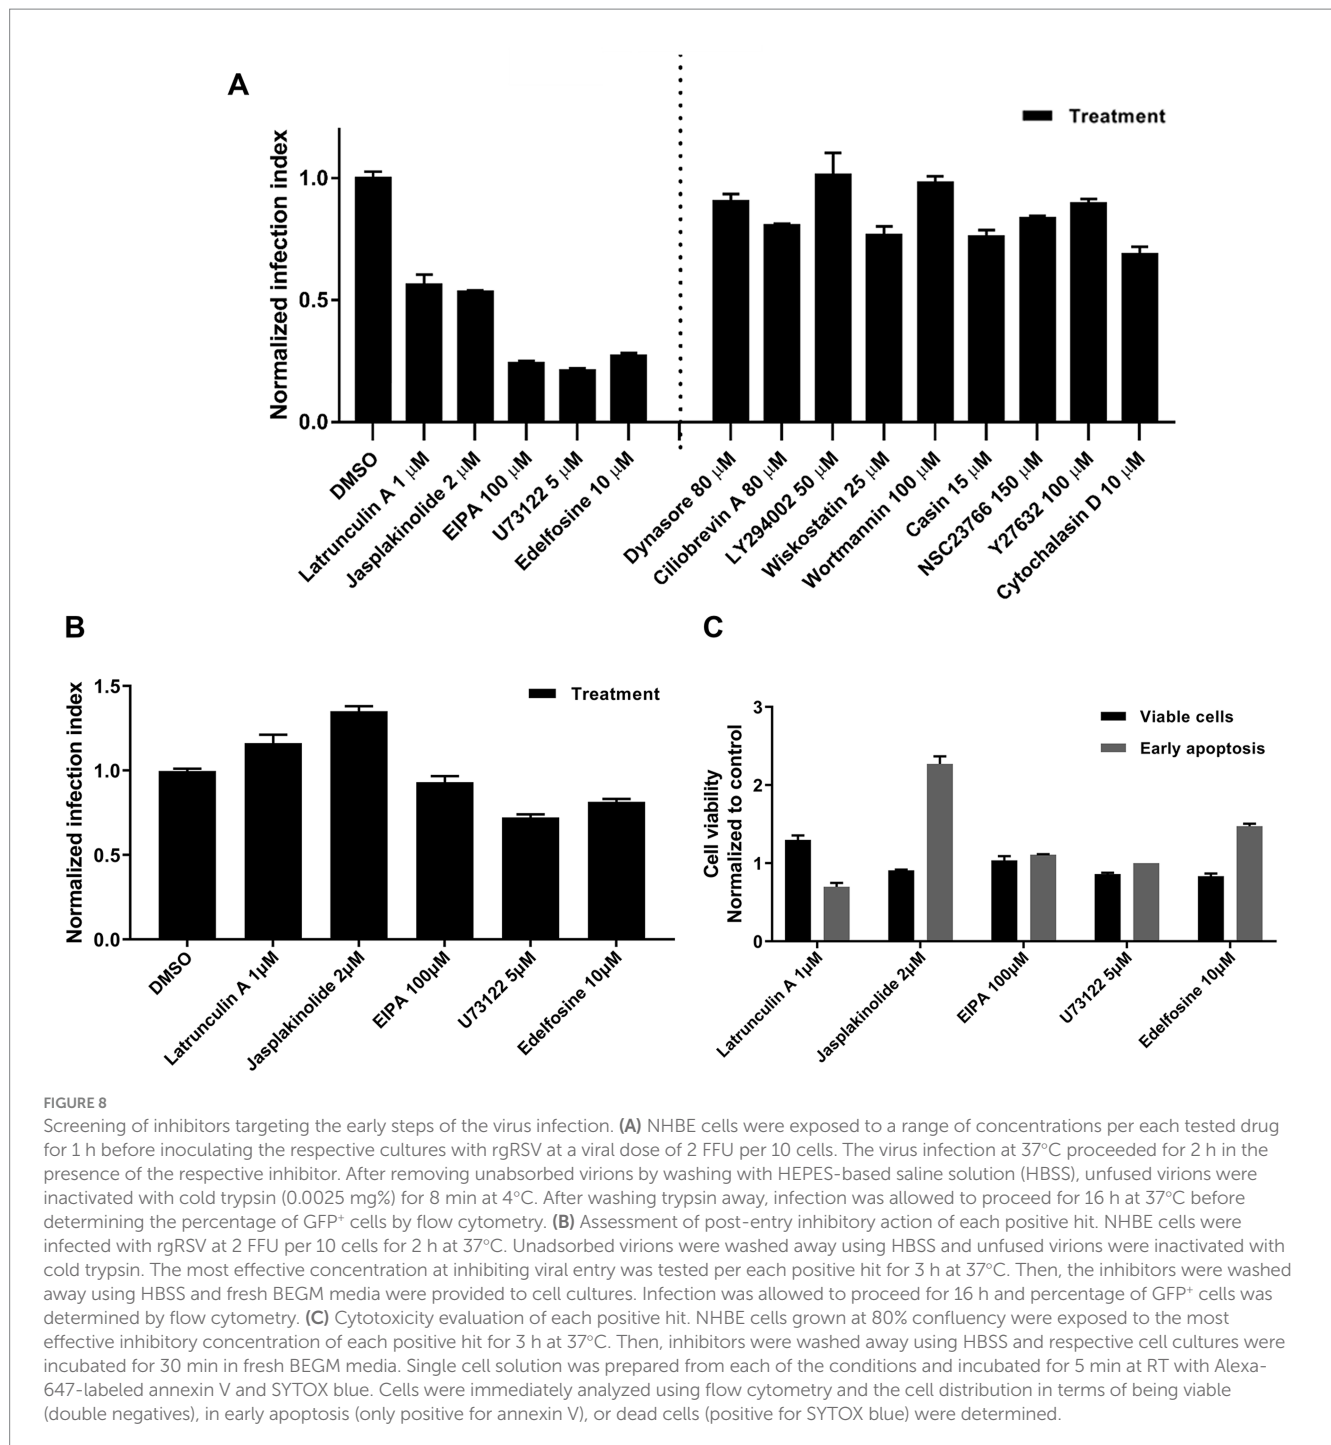 A
Treatment
Normalized infection index
1.0
0.5
0.0
DMSO
Latrunculin A 1 μM
Jasplakinolide 2 μM
EIPA 100 μM
U73122 5 μM
Edelfosine 10 μM
Dynasore 80 μM
Ciliobrevin A 80 μM
LY294002 50 μM
Wiskostatin 25 μM
Wortmannin 100 μM
Casin 15 μM
NSC23766 150 μM
Y27632 100 μM
Cytochalasin D 10 μM
B
Treatment
Normalized infection index
1.5
1.0
0.5
0.0
DMSO
Latrunculin A 1μM
Jasplakinolide 2μM
EIPA 100μM
U73122 5μM
Edelfosine 10μM
C
Viable cells
Early apoptosis
Cell viability
Normalized to control
3
2
1
0
Latrunculin A 1μM
Jasplakinolide 2μM
EIPA 100μM
U73122 5μM
Edelfosine 10μM
FIGURE 8
Screening of inhibitors targeting the early steps of the virus infection. (A) NHBE cells were exposed to a range of concentrations per each tested drug
for 1 h before inoculating the respective cultures with rgRSV at a viral dose of 2 FFU per 10 cells. The virus infection at 37°C proceeded for 2 h in the
presence of the respective inhibitor. After removing unabsorbed virions by washing with HEPES-based saline solution (HBSS), unfused virions were
inactivated with cold trypsin (0.0025 mg%) for 8 min at 4°C. After washing trypsin away, infection was allowed to proceed for 16 h at 37°C before
determining the percentage of GFP⁺ cells by flow cytometry. (B) Assessment of post-entry inhibitory action of each positive hit. NHBE cells were
infected with rgRSV at 2 FFU per 10 cells for 2 h at 37°C. Unadsorbed virions were washed away using HBSS and unfused virions were inactivated with
cold trypsin. The most effective concentration at inhibiting viral entry was tested per each positive hit for 3 h at 37°C. Then, the inhibitors were washed
away using HBSS and fresh BEGM media were provided to cell cultures. Infection was allowed to proceed for 16 h and percentage of GFP⁺ cells was
determined by flow cytometry. (C) Cytotoxicity evaluation of each positive hit. NHBE cells grown at 80% confluency were exposed to the most
effective inhibitory concentration of each positive hit for 3 h at 37°C. Then, inhibitors were washed away using HBSS and respective cell cultures were
incubated for 30 min in fresh BEGM media. Single cell solution was prepared from each of the conditions and incubated for 5 min at RT with Alexa-
647-labeled annexin V and SYTOX blue. Cells were immediately analyzed using flow cytometry and the cell distribution in terms of being viable
(double negatives), in early apoptosis (only positive for annexin V), or dead cells (positive for SYTOX blue) were determined.